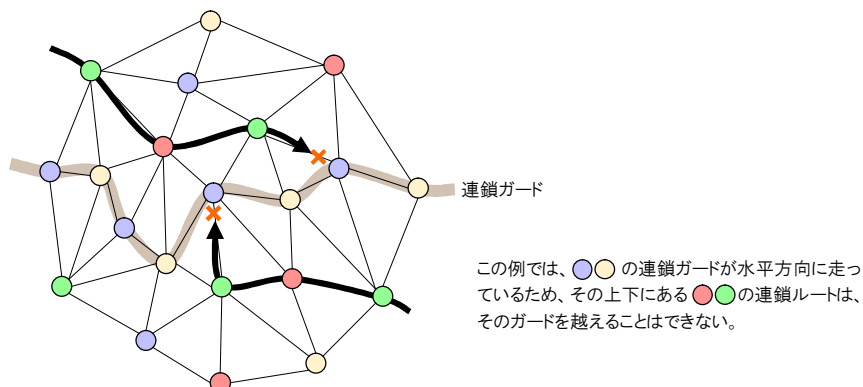 連鎖ガード
この例では、 の連鎖ガードが水平方向に走っ
ているため、その上下にある の連鎖ルートは、
そのガードを越えることはできない。